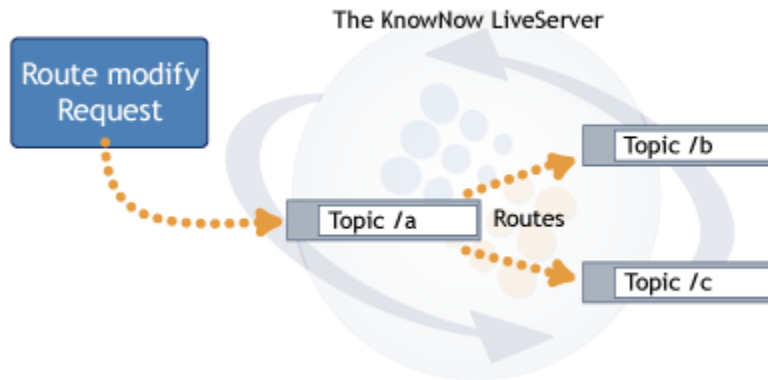 The KnowNow LiveServer
Route modify
Request
Topic /b
Topic /a
Routes
Topic /c